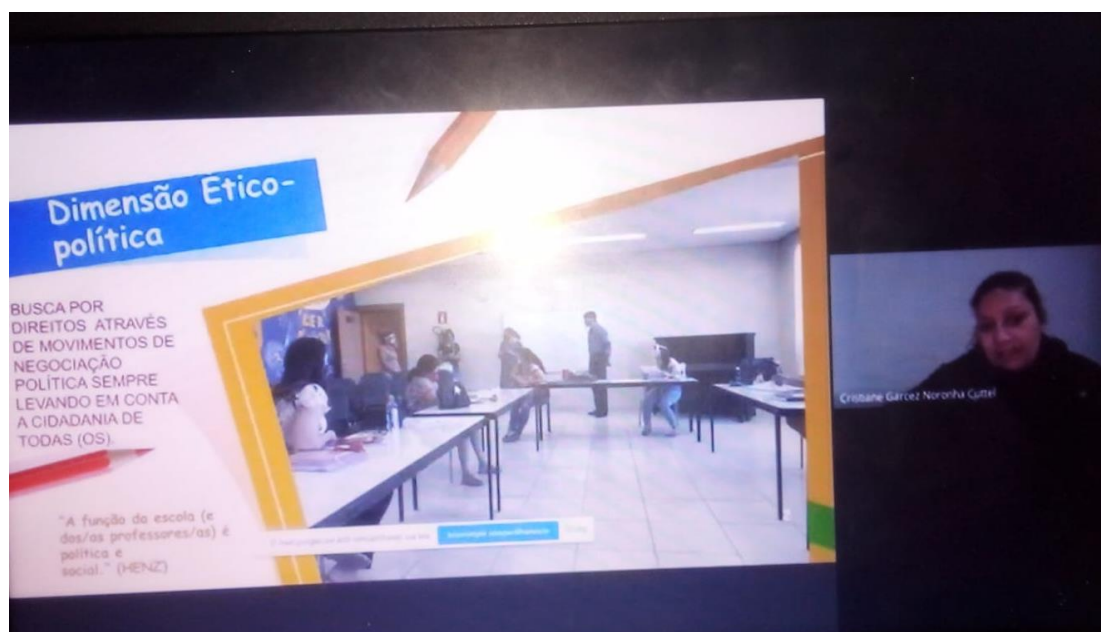 Dimensão Ético-
política
BUSCA POR
DIREITOS ATRAVÉS
DE MOVIMENTOS DE
NEGOCIAÇÃO
POLÍTICA SEMPRE
LEVANDO EM CONTA
A CIDADANIA DE
TODAS (OS).
"A função da escola (e
dos/as professores/as) é
política e
social." (HENZ)
Cristiane Garcez Noronha Cuttel